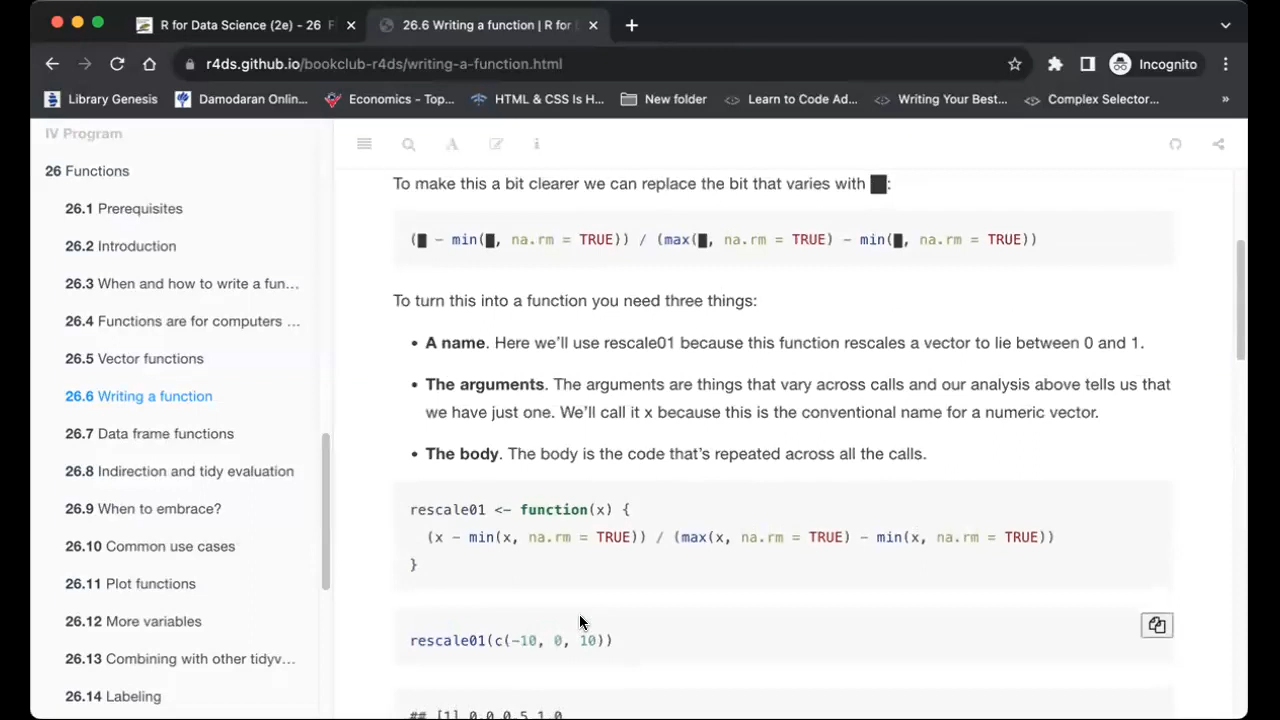 R for Data Science (2e) - 26 F
26.6 Writing a function | R for D
r4ds.github.io/bookclub-r4ds/writing-a-function.html
Incognito
Library Genesis
Damodaran Onlin...
Economics - Top...
HTML & CSS Is H...
New folder
Learn to Code Ad...
Writing Your Best...
Complex Selector...
»
IV Program
26 Functions
26.1 Prerequisites
26.2 Introduction
26.3 When and how to write a fun...
26.4 Functions are for computers ...
26.5 Vector functions
26.6 Writing a function
26.7 Data frame functions
26.8 Indirection and tidy evaluation
26.9 When to embrace?
26.10 Common use cases
26.11 Plot functions
26.12 More variables
26.13 Combining with other tidyv...
26.14 Labeling
To make this a bit clearer we can replace the bit that varies with █:
(█ - min(█, na.rm = TRUE)) / (max(█, na.rm = TRUE) - min(█, na.rm = TRUE))
To turn this into a function you need three things:
• A name. Here we'll use rescale01 because this function rescales a vector to lie between 0 and 1.
• The arguments. The arguments are things that vary across calls and our analysis above tells us that
we have just one. We'll call it x because this is the conventional name for a numeric vector.
• The body. The body is the code that's repeated across all the calls.
rescale01 <- function(x) {
(x - min(x, na.rm = TRUE)) / (max(x, na.rm = TRUE) - min(x, na.rm = TRUE))
}
rescale01(c(-10, 0, 10))
## [1] 0.0 0.5 1.0